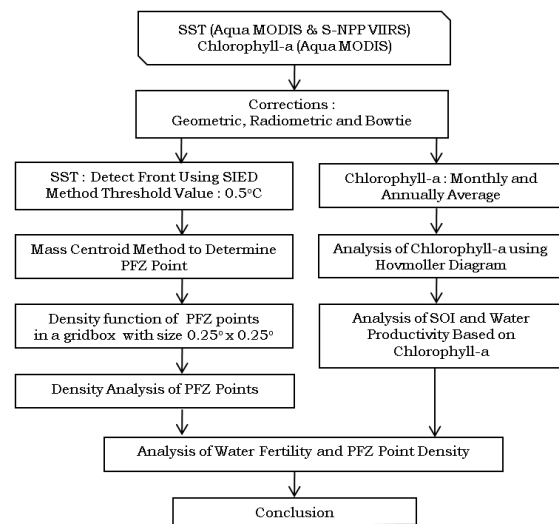 SST (Aqua MODIS & S-NPP VIIRS)
Chlorophyll-a (Aqua MODIS)
Corrections :
Geometric, Radiometric and Bowtie
SST : Detect Front Using SIED
Method Threshold Value : 0.5°C
Mass Centroid Method to Determine
PFZ Point
Density function of PFZ points
in a gridbox with size 0.25° x 0.25°
Density Analysis of PFZ Points
Chlorophyll-a : Monthly and
Annually Average
Analysis of Chlorophyll-a using
Hovmoller Diagram
Analysis of SOI and Water
Productivity Based on
Chlorophyll-a
Analysis of Water Fertility and PFZ Point Density
Conclusion